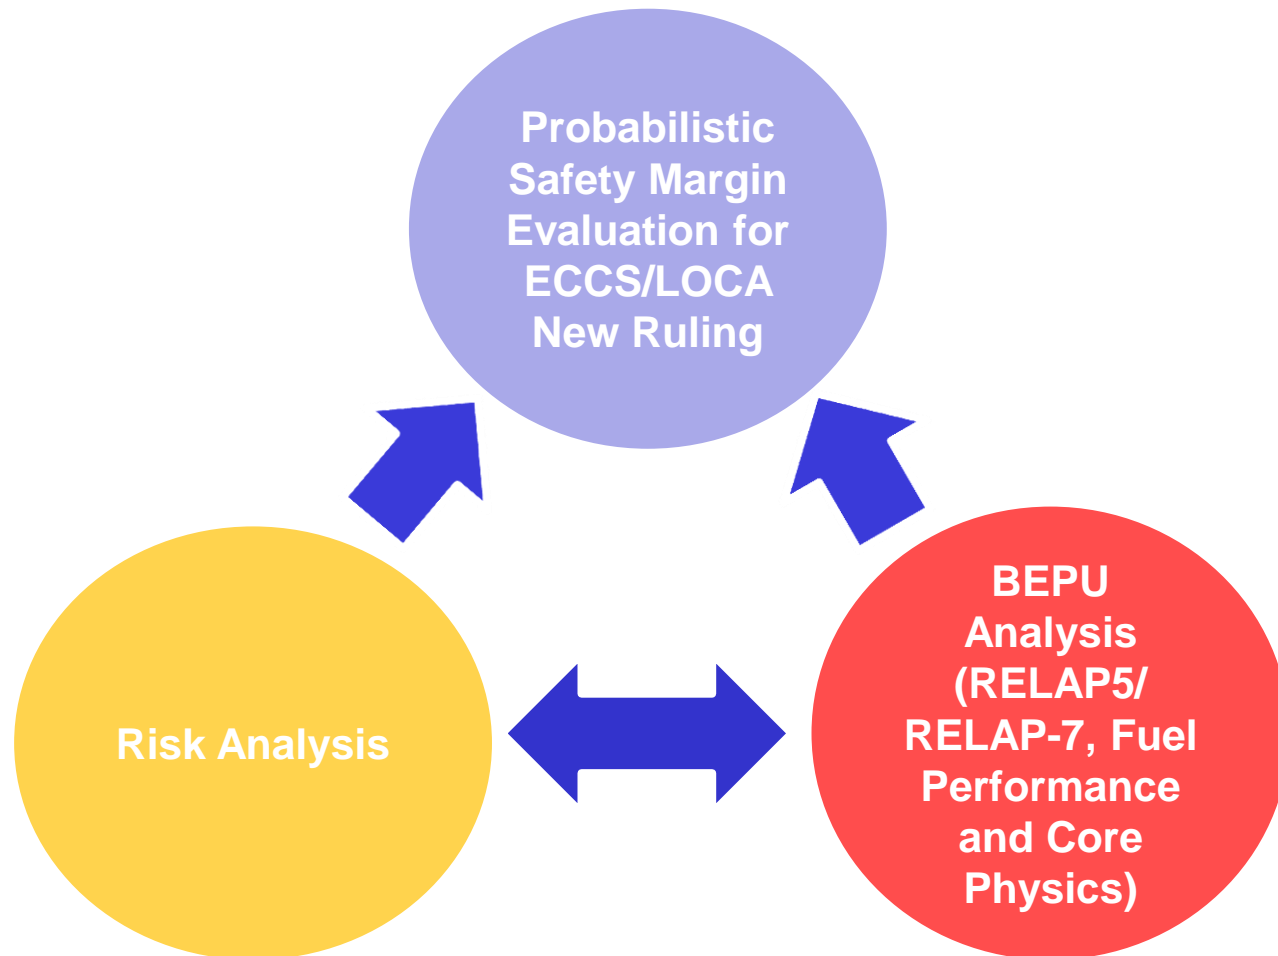 Probabilistic
Safety Margin
Evaluation for
ECCS/LOCA
New Ruling
Risk Analysis
BEPU
Analysis
(RELAP5/
RELAP-7, Fuel
Performance
and Core
Physics)